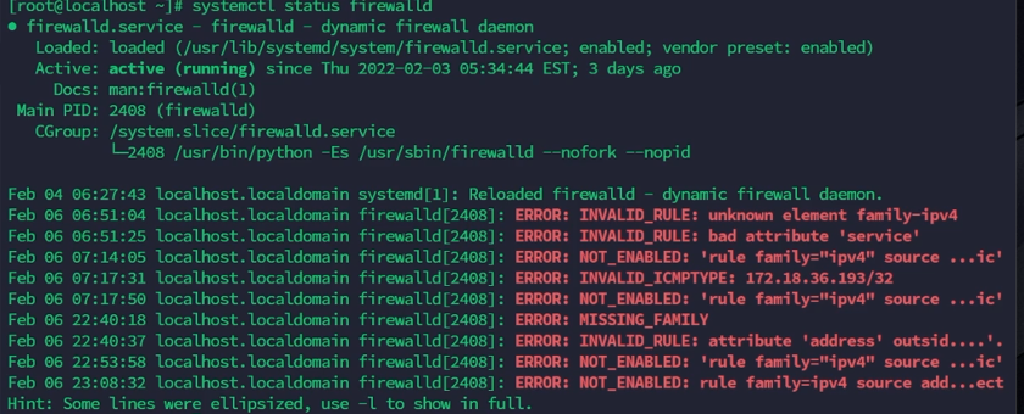 [root@localhost ~]# systemctl status firewalld
● firewalld.service - firewalld - dynamic firewall daemon
Loaded: loaded (/usr/lib/systemd/system/firewalld.service; enabled; vendor preset: enabled)
Active: active (running) since Thu 2022-02-03 05:34:44 EST; 3 days ago
Docs: man:firewalld(1)
Main PID: 2408 (firewalld)
CGroup: /system.slice/firewalld.service
└─2408 /usr/bin/python -Es /usr/sbin/firewalld --nofork --nopid
Feb 04 06:27:43 localhost.localdomain systemd[1]: Reloaded firewalld - dynamic firewall daemon.
Feb 06 06:51:04 localhost.localdomain firewalld[2408]: ERROR: INVALID_RULE: unknown element family-ipv4
Feb 06 06:51:25 localhost.localdomain firewalld[2408]: ERROR: INVALID_RULE: bad attribute 'service'
Feb 06 07:14:05 localhost.localdomain firewalld[2408]: ERROR: NOT_ENABLED: 'rule family="ipv4" source ...ic'
Feb 06 07:17:31 localhost.localdomain firewalld[2408]: ERROR: INVALID_ICMPTYPE: 172.18.36.193/32
Feb 06 07:17:50 localhost.localdomain firewalld[2408]: ERROR: NOT_ENABLED: 'rule family="ipv4" source ...ic'
Feb 06 22:40:18 localhost.localdomain firewalld[2408]: ERROR: MISSING_FAMILY
Feb 06 22:40:37 localhost.localdomain firewalld[2408]: ERROR: INVALID_RULE: attribute 'address' outsid....'.
Feb 06 22:53:58 localhost.localdomain firewalld[2408]: ERROR: NOT_ENABLED: 'rule family="ipv4" source ...ic'
Feb 06 23:08:32 localhost.localdomain firewalld[2408]: ERROR: NOT_ENABLED: rule family=ipv4 source add...ect
Hint: Some lines were ellipsized, use -l to show in full.